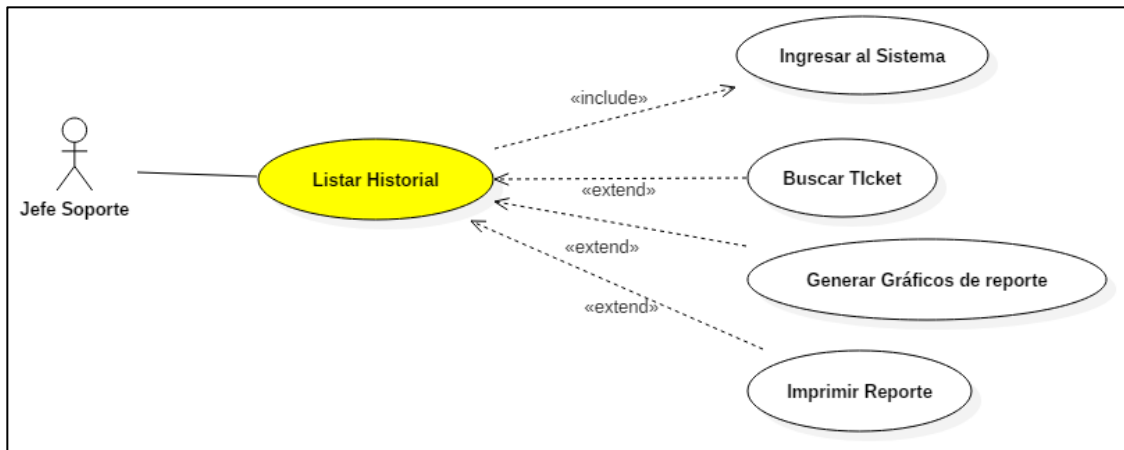 Ingresar al Sistema
«include»
Jefe Soporte
Listar Historial
Buscar TIcket
«extend»
«extend»
Generar Gráficos de reporte
«extend»
Imprimir Reporte